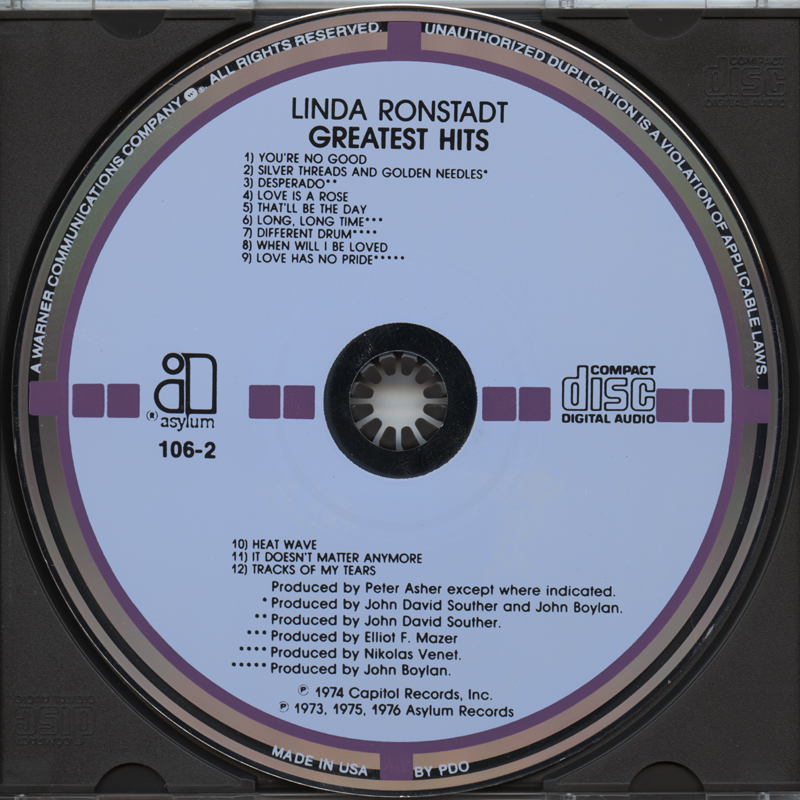 A WARNER COMMUNICATIONS COMPANY W ℗. ALL RIGHTS RESERVED.
UNAUTHORIZED DUPLICATION IS A VIOLATION OF APPLICABLE LAWS.
LINDA RONSTADT
GREATEST HITS
1) YOU'RE NO GOOD
2) SILVER THREADS AND GOLDEN NEEDLES*
3) DESPERADO**
4) LOVE IS A ROSE
5) THAT'LL BE THE DAY
6) LONG, LONG TIME***
7) DIFFERENT DRUM****
8) WHEN WILL I BE LOVED
9) LOVE HAS NO PRIDE*****
® asylum
106-2
COMPACT
disc
DIGITAL AUDIO
10) HEAT WAVE
11) IT DOESN'T MATTER ANYMORE
12) TRACKS OF MY TEARS
Produced by Peter Asher except where indicated.
* Produced by John David Souther and John Boylan.
** Produced by John David Souther.
*** Produced by Elliot F. Mazer
**** Produced by Nikolas Venet.
***** Produced by John Boylan.
℗ 1974 Capitol Records, Inc.
℗ 1973, 1975, 1976 Asylum Records
MADE IN USA BY PDO
COMPACT
disc
DIGITAL AUDIO